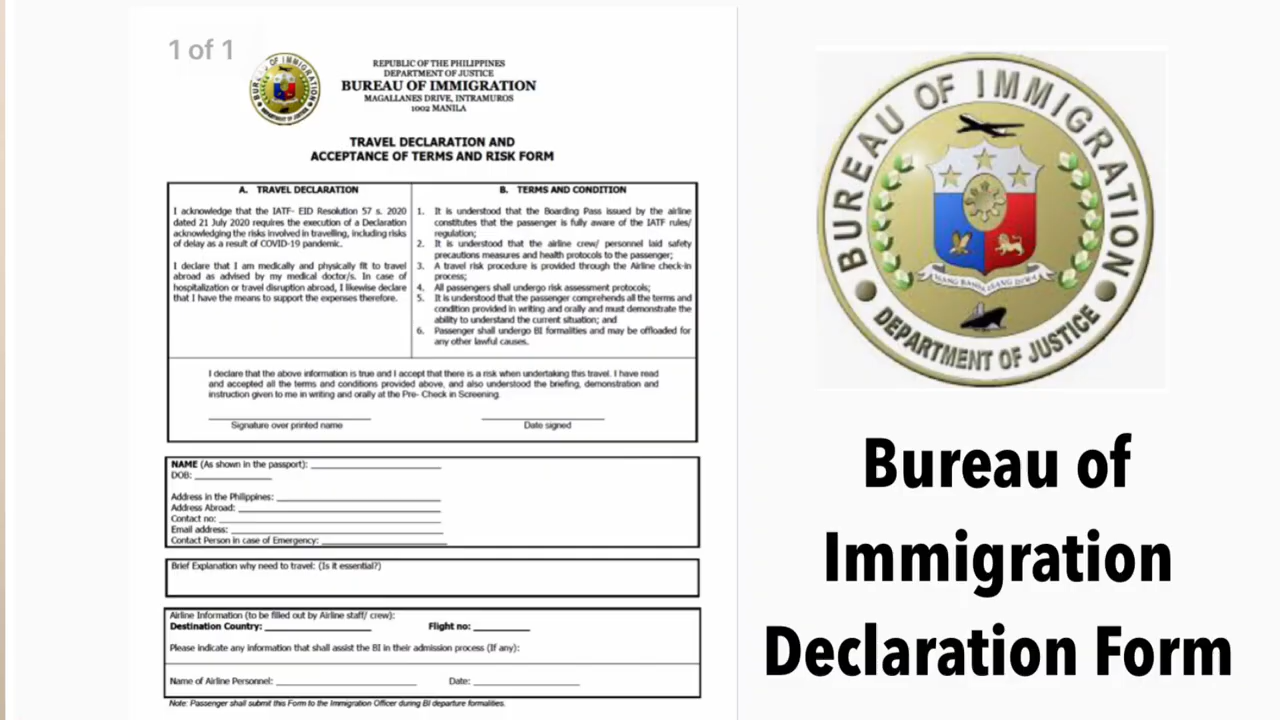 1 of 1
REPUBLIC OF THE PHILIPPINES
DEPARTMENT OF JUSTICE
BUREAU OF IMMIGRATION
MAGALLANES DRIVE, INTRAMUROS
1002 MANILA
BUREAU OF IMMIGRATION
DEPARTMENT OF JUSTICE
TRAVEL DECLARATION AND
ACCEPTANCE OF TERMS AND RISK FORM
A. TRAVEL DECLARATION
I acknowledge that the IATF- EID Resolution 57 s. 2020
dated 21 July 2020 requires the execution of a Declaration
acknowledging the risks involved in travelling, including risks
of delay as a result of COVID-19 pandemic.
I declare that I am medically and physically fit to travel
abroad as advised by my medical doctor/s. In case of
hospitalization or travel disruption abroad, I likewise declare
that I have the means to support the expenses therefore.
B. TERMS AND CONDITION
1. It is understood that the Boarding Pass issued by the airline
constitutes that the passenger is fully aware of the IATF rules/
regulation;
2. It is understood that the airline crew/ personnel laid safety
precautions measures and health protocols to the passenger;
3. A travel risk procedure is provided through the Airline check-in
process;
4. All passengers shall undergo risk assessment protocols;
5. It is understood that the passenger comprehends all the terms and
condition provided in writing and orally and must demonstrate the
ability to understand the current situation; and
6. Passenger shall undergo BI formalities and may be offloaded for
any other lawful causes.
I declare that the above information is true and I accept that there is a risk when undertaking this travel. I have read
and accepted all the terms and conditions provided above, and also understood the briefing, demonstration and
instruction given to me in writing and orally at the Pre- Check in Screening.
Signature over printed name
Date signed
NAME (As shown in the passport):
DOB:
Address in the Philippines:
Address Abroad:
Contact no:
Email address:
Contact Person in case of Emergency:
Brief Explanation why need to travel: (Is it essential?)
Airline Information (to be filled out by Airline staff/ crew):
Destination Country: Flight no:
Please indicate any information that shall assist the BI in their admission process (If any):
Name of Airline Personnel: Date:
Note: Passenger shall submit this Form to the Immigration Officer during BI departure formalities.
BUREAU OF IMMIGRATION
DEPARTMENT OF JUSTICE
Bureau of
Immigration
Declaration Form